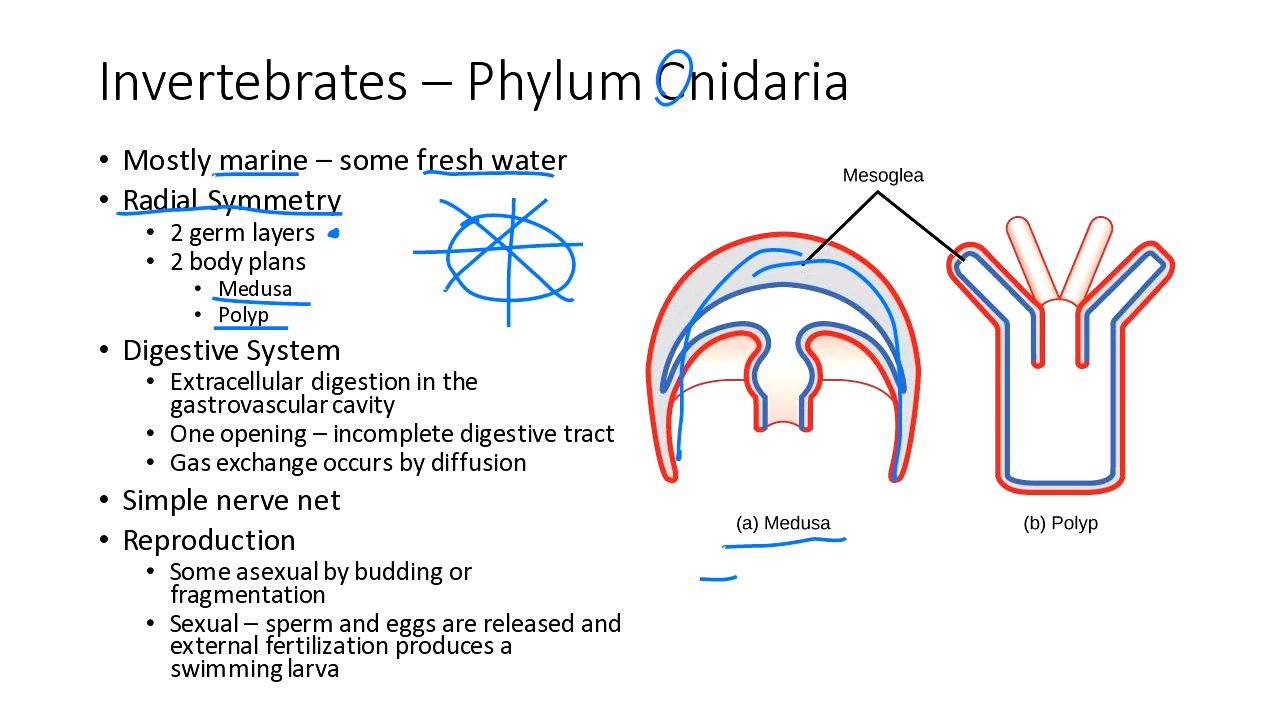 Invertebrates – Phylum Cnidaria
• Mostly marine – some fresh water
• Radial Symmetry
• 2 germ layers
• 2 body plans
• Medusa
• Polyp
• Digestive System
• Extracellular digestion in the
gastrovascular cavity
• One opening – incomplete digestive tract
• Gas exchange occurs by diffusion
• Simple nerve net
• Reproduction
• Some asexual by budding or
fragmentation
• Sexual – sperm and eggs are released and
external fertilization produces a
swimming larva
Mesoglea
(a) Medusa
(b) Polyp